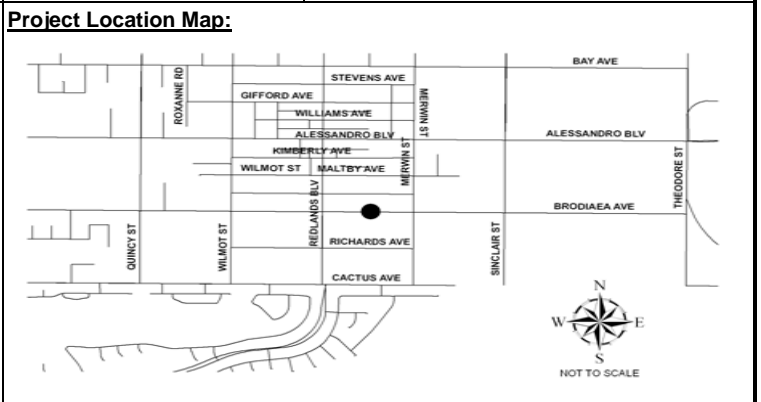 Project Location Map:
BAY AVE
STEVENS AVE
ROXANNE RD
GIFFORD AVE
MERWIN ST
WILLIAMS AVE
ALESSANDRO BLV
ALESSANDRO BLV
KIMBERLY AVE
MERWIN ST
WILMOT ST
MALTBY AVE
THEODORE ST
REDLANDS BLV
BRODIAEA AVE
QUINCY ST
WILMOT ST
SINCLAIR ST
RICHARDS AVE
CACTUS AVE
N
W
E
S
NOT TO SCALE